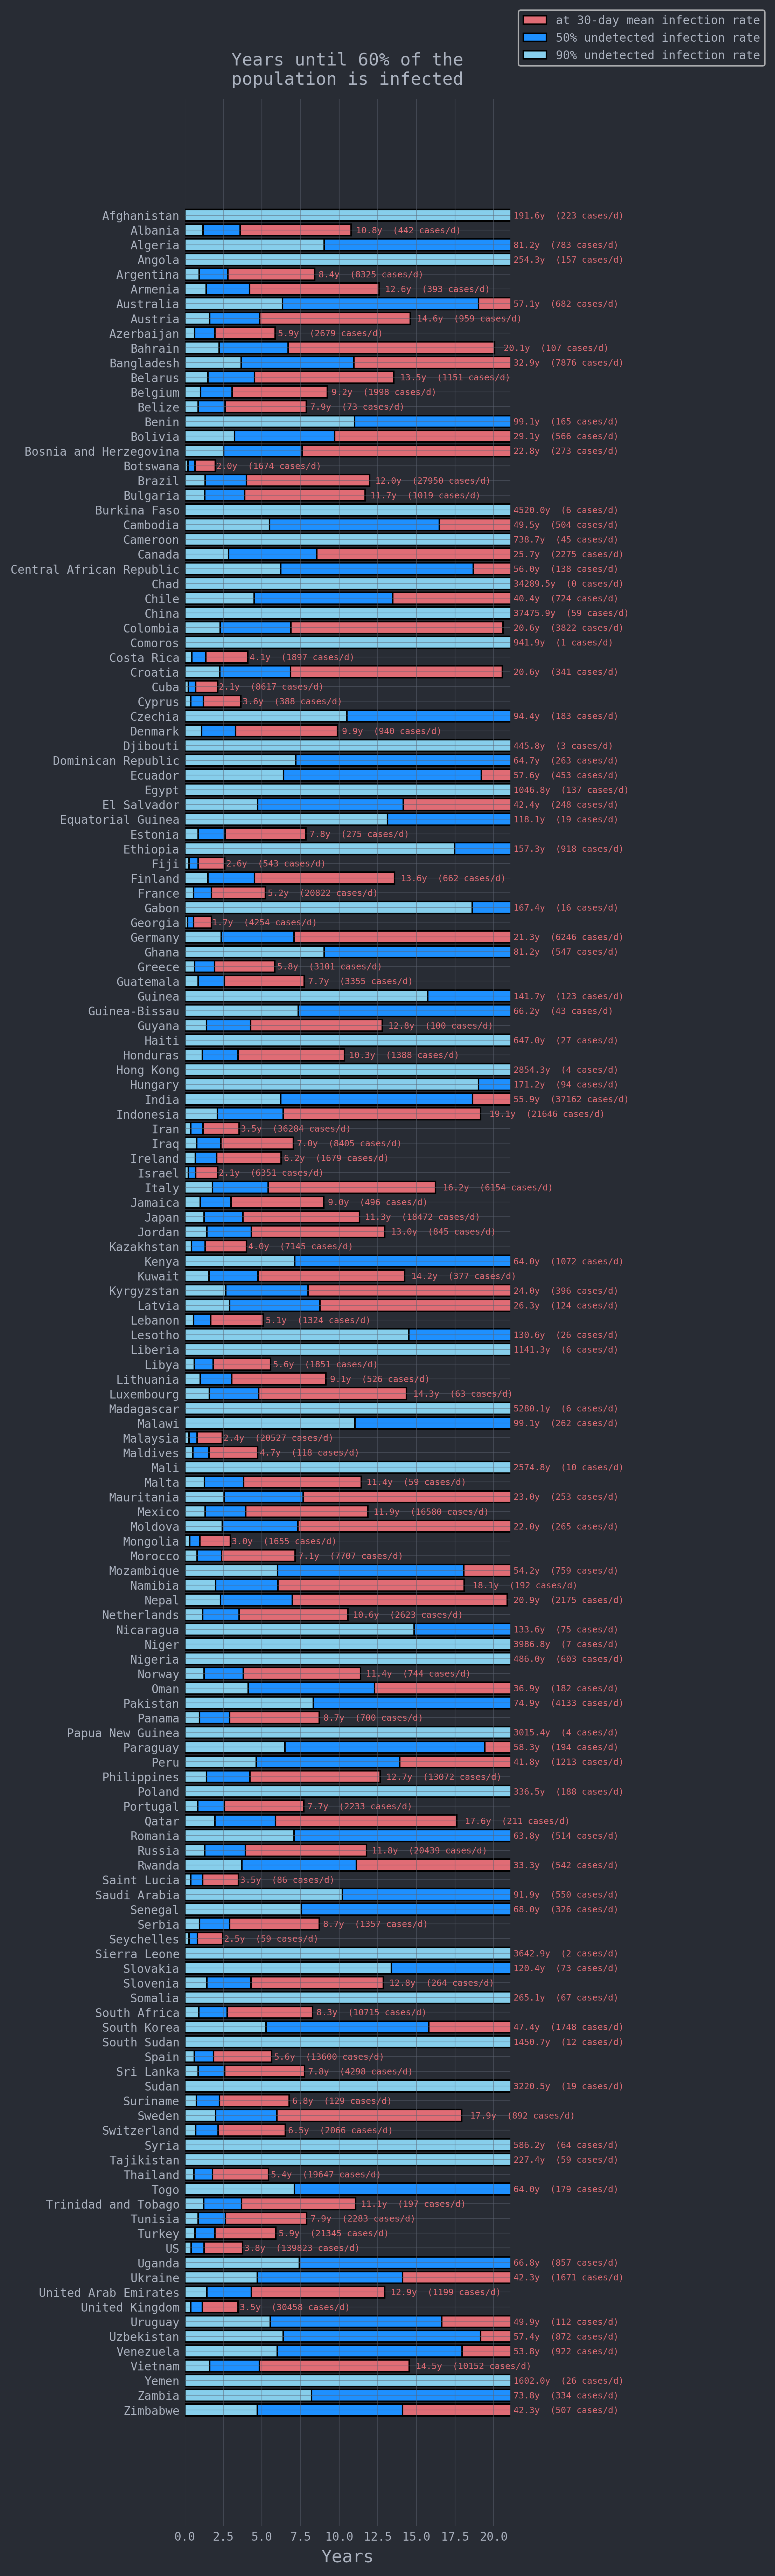 at 30-day mean infection rate
50% undetected infection rate
90% undetected infection rate
Years until 60% of the
population is infected
Afghanistan 191.6y (223 cases/d)
Albania 10.8y (442 cases/d)
Algeria 81.2y (783 cases/d)
Angola 254.3y (157 cases/d)
Argentina 8.4y (8325 cases/d)
Armenia 12.6y (393 cases/d)
Australia 57.1y (682 cases/d)
Austria 14.6y (959 cases/d)
Azerbaijan 5.9y (2679 cases/d)
Bahrain 20.1y (107 cases/d)
Bangladesh 32.9y (7876 cases/d)
Belarus 13.5y (1151 cases/d)
Belgium 9.2y (1998 cases/d)
Belize 7.9y (73 cases/d)
Benin 99.1y (165 cases/d)
Bolivia 29.1y (566 cases/d)
Bosnia and Herzegovina 22.8y (273 cases/d)
Botswana 2.0y (1674 cases/d)
Brazil 12.0y (27950 cases/d)
Bulgaria 11.7y (1019 cases/d)
Burkina Faso 4520.0y (6 cases/d)
Cambodia 49.5y (504 cases/d)
Cameroon 738.7y (45 cases/d)
Canada 25.7y (2275 cases/d)
Central African Republic 56.0y (138 cases/d)
Chad 34289.5y (0 cases/d)
Chile 40.4y (724 cases/d)
China 37475.9y (59 cases/d)
Colombia 20.6y (3822 cases/d)
Comoros 941.9y (1 cases/d)
Costa Rica 4.1y (1897 cases/d)
Croatia 20.6y (341 cases/d)
Cuba 2.1y (8617 cases/d)
Cyprus 3.6y (388 cases/d)
Czechia 94.4y (183 cases/d)
Denmark 9.9y (940 cases/d)
Djibouti 445.8y (3 cases/d)
Dominican Republic 64.7y (263 cases/d)
Ecuador 57.6y (453 cases/d)
Egypt 1046.8y (137 cases/d)
El Salvador 42.4y (248 cases/d)
Equatorial Guinea 118.1y (19 cases/d)
Estonia 7.8y (275 cases/d)
Ethiopia 157.3y (918 cases/d)
Fiji 2.6y (543 cases/d)
Finland 13.6y (662 cases/d)
France 5.2y (20822 cases/d)
Gabon 167.4y (16 cases/d)
Georgia 1.7y (4254 cases/d)
Germany 21.3y (6246 cases/d)
Ghana 81.2y (547 cases/d)
Greece 5.8y (3101 cases/d)
Guatemala 7.7y (3355 cases/d)
Guinea 141.7y (123 cases/d)
Guinea-Bissau 66.2y (43 cases/d)
Guyana 12.8y (100 cases/d)
Haiti 647.0y (27 cases/d)
Honduras 10.3y (1388 cases/d)
Hong Kong 2854.3y (4 cases/d)
Hungary 171.2y (94 cases/d)
India 55.9y (37162 cases/d)
Indonesia 19.1y (21646 cases/d)
Iran 3.5y (36284 cases/d)
Iraq 7.0y (8405 cases/d)
Ireland 6.2y (1679 cases/d)
Israel 2.1y (6351 cases/d)
Italy 16.2y (6154 cases/d)
Jamaica 9.0y (496 cases/d)
Japan 11.3y (18472 cases/d)
Jordan 13.0y (845 cases/d)
Kazakhstan 4.0y (7145 cases/d)
Kenya 64.0y (1072 cases/d)
Kuwait 14.2y (377 cases/d)
Kyrgyzstan 24.0y (396 cases/d)
Latvia 26.3y (124 cases/d)
Lebanon 5.1y (1324 cases/d)
Lesotho 130.6y (26 cases/d)
Liberia 1141.3y (6 cases/d)
Libya 5.6y (1851 cases/d)
Lithuania 9.1y (526 cases/d)
Luxembourg 14.3y (63 cases/d)
Madagascar 5280.1y (6 cases/d)
Malawi 99.1y (262 cases/d)
Malaysia 2.4y (20527 cases/d)
Maldives 4.7y (118 cases/d)
Mali 2574.8y (10 cases/d)
Malta 11.4y (59 cases/d)
Mauritania 23.0y (253 cases/d)
Mexico 11.9y (16580 cases/d)
Moldova 22.0y (265 cases/d)
Mongolia 3.0y (1655 cases/d)
Morocco 7.1y (7707 cases/d)
Mozambique 54.2y (759 cases/d)
Namibia 18.1y (192 cases/d)
Nepal 20.9y (2175 cases/d)
Netherlands 10.6y (2623 cases/d)
Nicaragua 133.6y (75 cases/d)
Niger 3986.8y (7 cases/d)
Nigeria 486.0y (603 cases/d)
Norway 11.4y (744 cases/d)
Oman 36.9y (182 cases/d)
Pakistan 74.9y (4133 cases/d)
Panama 8.7y (700 cases/d)
Papua New Guinea 3015.4y (4 cases/d)
Paraguay 58.3y (194 cases/d)
Peru 41.8y (1213 cases/d)
Philippines 12.7y (13072 cases/d)
Poland 336.5y (188 cases/d)
Portugal 7.7y (2233 cases/d)
Qatar 17.6y (211 cases/d)
Romania 63.8y (514 cases/d)
Russia 11.8y (20439 cases/d)
Rwanda 33.3y (542 cases/d)
Saint Lucia 3.5y (86 cases/d)
Saudi Arabia 91.9y (550 cases/d)
Senegal 68.0y (326 cases/d)
Serbia 8.7y (1357 cases/d)
Seychelles 2.5y (59 cases/d)
Sierra Leone 3642.9y (2 cases/d)
Slovakia 120.4y (73 cases/d)
Slovenia 12.8y (264 cases/d)
Somalia 265.1y (67 cases/d)
South Africa 8.3y (10715 cases/d)
South Korea 47.4y (1748 cases/d)
South Sudan 1450.7y (12 cases/d)
Spain 5.6y (13600 cases/d)
Sri Lanka 7.8y (4298 cases/d)
Sudan 3220.5y (19 cases/d)
Suriname 6.8y (129 cases/d)
Sweden 17.9y (892 cases/d)
Switzerland 6.5y (2066 cases/d)
Syria 586.2y (64 cases/d)
Tajikistan 227.4y (59 cases/d)
Thailand 5.4y (19647 cases/d)
Togo 64.0y (179 cases/d)
Trinidad and Tobago 11.1y (197 cases/d)
Tunisia 7.9y (2283 cases/d)
Turkey 5.9y (21345 cases/d)
US 3.8y (139823 cases/d)
Uganda 66.8y (857 cases/d)
Ukraine 42.3y (1671 cases/d)
United Arab Emirates 12.9y (1199 cases/d)
United Kingdom 3.5y (30458 cases/d)
Uruguay 49.9y (112 cases/d)
Uzbekistan 57.4y (872 cases/d)
Venezuela 53.8y (922 cases/d)
Vietnam 14.5y (10152 cases/d)
Yemen 1602.0y (26 cases/d)
Zambia 73.8y (334 cases/d)
Zimbabwe 42.3y (507 cases/d)
0.0 2.5 5.0 7.5 10.0 12.5 15.0 17.5 20.0
Years